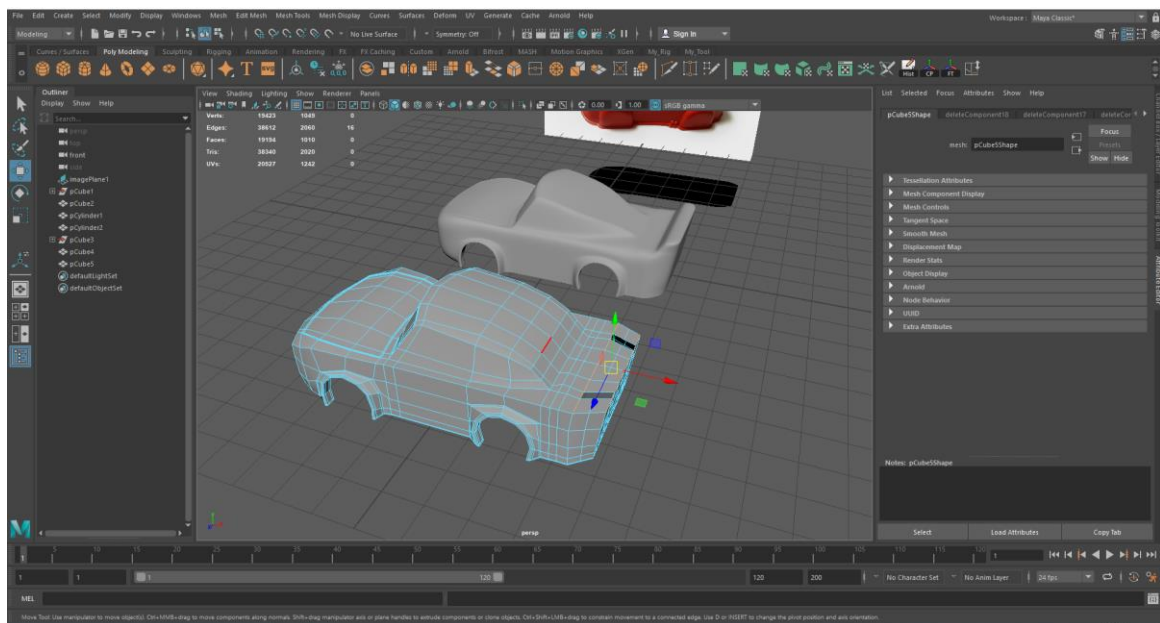 File Edit Create Select Modify Display Windows Mesh Edit Mesh Mesh Tools Mesh Display Curves Surfaces Deform UV Generate Cache Arnold Help
Workspace: Maya Classic*
Modeling No Live Surface Symmetry: Off Sign In
Curves / Surfaces Poly Modeling Sculpting Rigging Animation Rendering FX FX Caching Custom Arnold Bifrost MASH Motion Graphics XGen My_Rig My_Tool
Hist CP FT
Outliner
Display Show Help
Search...
persp
top
front
side
imagePlane1
pCube1
pCube2
pCylinder1
pCylinder2
pCube3
pCube4
pCube5
defaultLightSet
defaultObjectSet
View Shading Lighting Show Renderer Panels
0.00 1.00 sRGB gamma
Verts: 19423 1049 0
Edges: 38612 2060 16
Faces: 19194 1010 0
Tris: 38340 2020 0
UVs: 20527 1242 0
persp
List Selected Focus Attributes Show Help
pCube5Shape deleteComponent16 deleteComponent17 deleteCor
mesh: pCube5Shape
Focus
Presets
Show Hide
Tessellation Attributes
Mesh Component Display
Mesh Controls
Tangent Space
Smooth Mesh
Displacement Map
Render Stats
Object Display
Arnold
Node Behavior
UUID
Extra Attributes
Notes: pCube5Shape
Select Load Attributes Copy Tab
Attribute Editor
1 5 10 15 20 25 30 35 40 45 50 55 60 65 70 75 80 85 90 95 100 105 110 115 120 1
1 1 1 120 120 200 No Character Set No Anim Layer 24 fps
MEL
Move Tool: Use manipulator to move object(s). Ctrl+MMB+drag to move components along normals. Shift+drag manipulator axis or plane handles to extrude components or clone objects. Ctrl+Shift+LMB+drag to constrain movement to a connected edge. Use D or INSERT to change the pivot position and axis orientation.